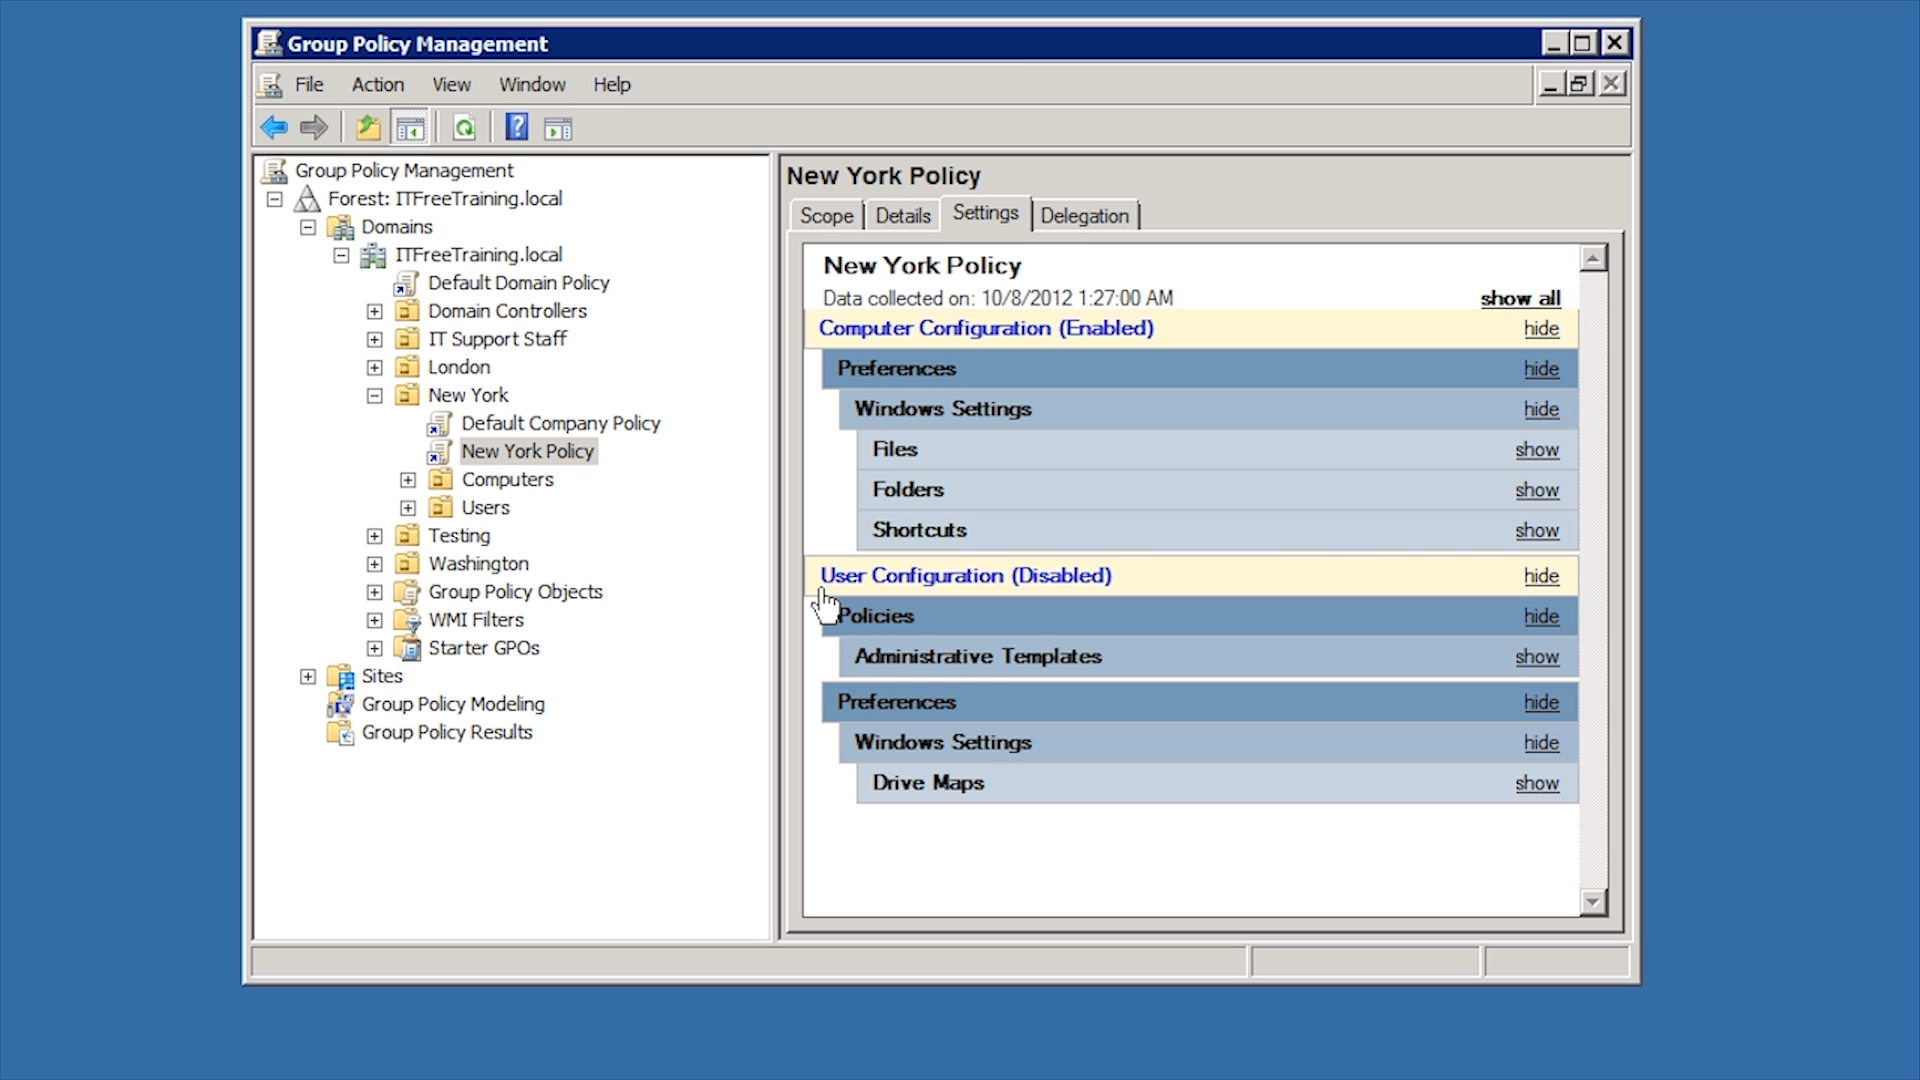 Group Policy Management
File Action View Window Help
Group Policy Management
Forest: ITFreeTraining.local
Domains
ITFreeTraining.local
Default Domain Policy
Domain Controllers
IT Support Staff
London
New York
Default Company Policy
New York Policy
Computers
Users
Testing
Washington
Group Policy Objects
WMI Filters
Starter GPOs
Sites
Group Policy Modeling
Group Policy Results
New York Policy
Scope Details Settings Delegation
New York Policy
Data collected on: 10/8/2012 1:27:00 AM show all
Computer Configuration (Enabled) hide
Preferences hide
Windows Settings hide
Files show
Folders show
Shortcuts show
User Configuration (Disabled) hide
Policies hide
Administrative Templates show
Preferences hide
Windows Settings hide
Drive Maps show